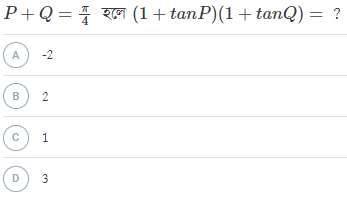 P + Q = π/4 হলে (1 + tanP)(1 + tanQ) = ?
A -2
B 2
C 1
D 3